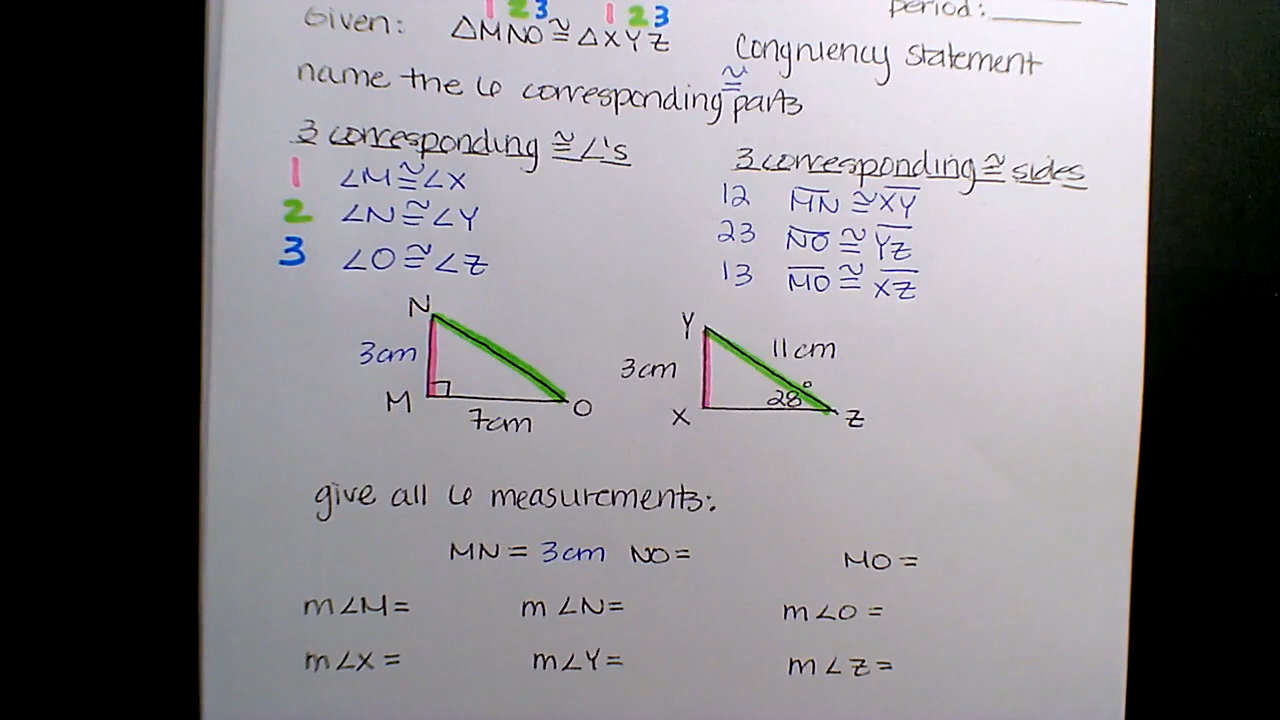 period:
Given: △MNO ≅ △XYZ
1 2 3 1 2 3
Congruency statement
name the 6 corresponding ≅ parts
3 corresponding ≅ ∠'s
1 ∠M ≅ ∠X
2 ∠N ≅ ∠Y
3 ∠O ≅ ∠Z
3 corresponding ≅ sides
12 MN ≅ XY
23 NO ≅ YZ
13 MO ≅ XZ
N
3cm
M
7cm
O
Y
3cm
11cm
28°
X
Z
give all 6 measurements:
MN = 3cm NO= MO =
m∠M= m∠N= m∠O =
m∠X = m∠Y= m∠Z=